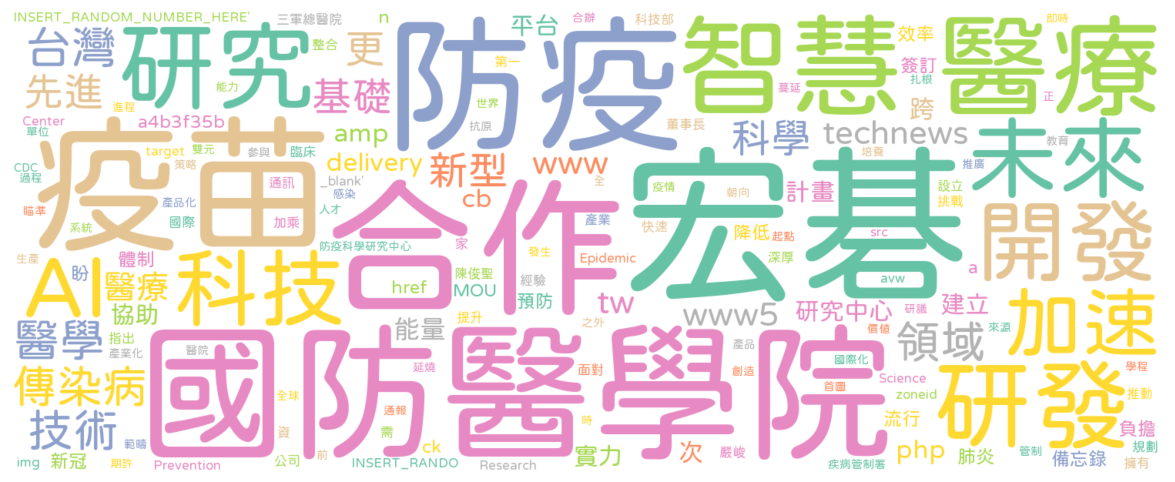 INSERT_RANDOM_NUMBER_HERE'
三軍總醫院
n
平台
合辦
科技部
即時
台灣
研究
整合
更
防疫
第一
智慧醫療
效率
簽訂
扎根
先進
進程
能力
基礎
世界
蔓延
跨
正
Center
單位
a4b3f35b
amp
抗原
董事長
科學
technews
未來
教育
疫苗
target
雙元
參與
臨床
delivery
新型
www
CDC
過程
策略
通訊
_blank'
感染
cb
全
宏碁
疫情
朝向
培養
計畫
推廣
設立
挑戰
瞄準
產品化
國際
加乘
人才
合作
產業
快速
降低
起點
src
開發
系統
防疫科學研究中心
家
發生
Epidemic
深厚
a
生產
AI
科技
體制
盼
醫療
協助
href
陳俊聖
MOU
經驗
預防
tw
avw
研究中心
研議
建立
加速
醫學
指出
產業化
能量
提升
之外
www5
價值
領域
來源
國防醫學院
醫院
延燒
面對
產品
創造
國際化
首圖
Science
zoneid
研發
學程
推動
傳染病
全球
通報
流行
技術
範疇
資
需
ck
時
實力
次
嚴峻
php
肺炎
負擔
規劃
管制
備忘錄
擁有
img
新冠
期許
Prevention
公司
前
INSERT_RANDO
Research
疾病管制署